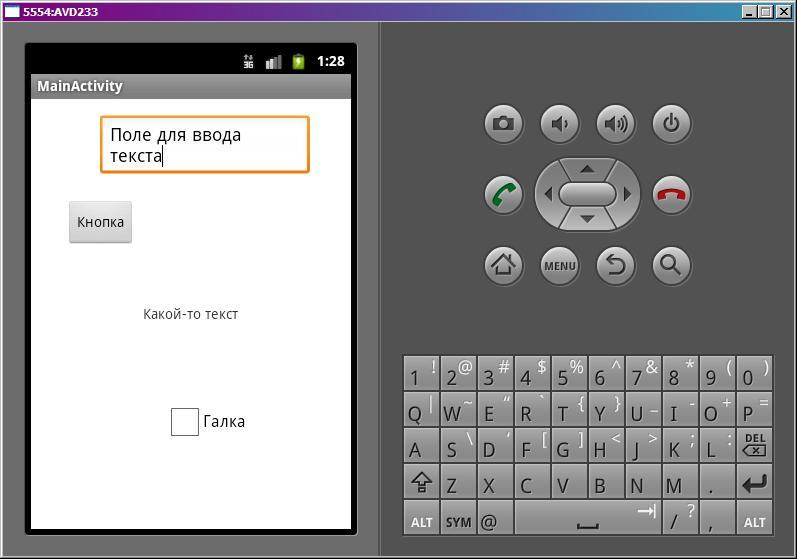 5554:AVD233
3G 1:28
MainActivity
Поле для ввода
текста
Кнопка
Какой-то текст
Галка
MENU
1 ! 2 @ 3 # 4 $ 5 % 6 ^ 7 & 8 * 9 ( 0 )
Q | W ~ E “ R ` T { Y } U _ I - O + P =
A S \ D ‘ F [ G ] H < J > K ; L : DEL
Z X C V B N M .
ALT SYM @ / ? , ALT